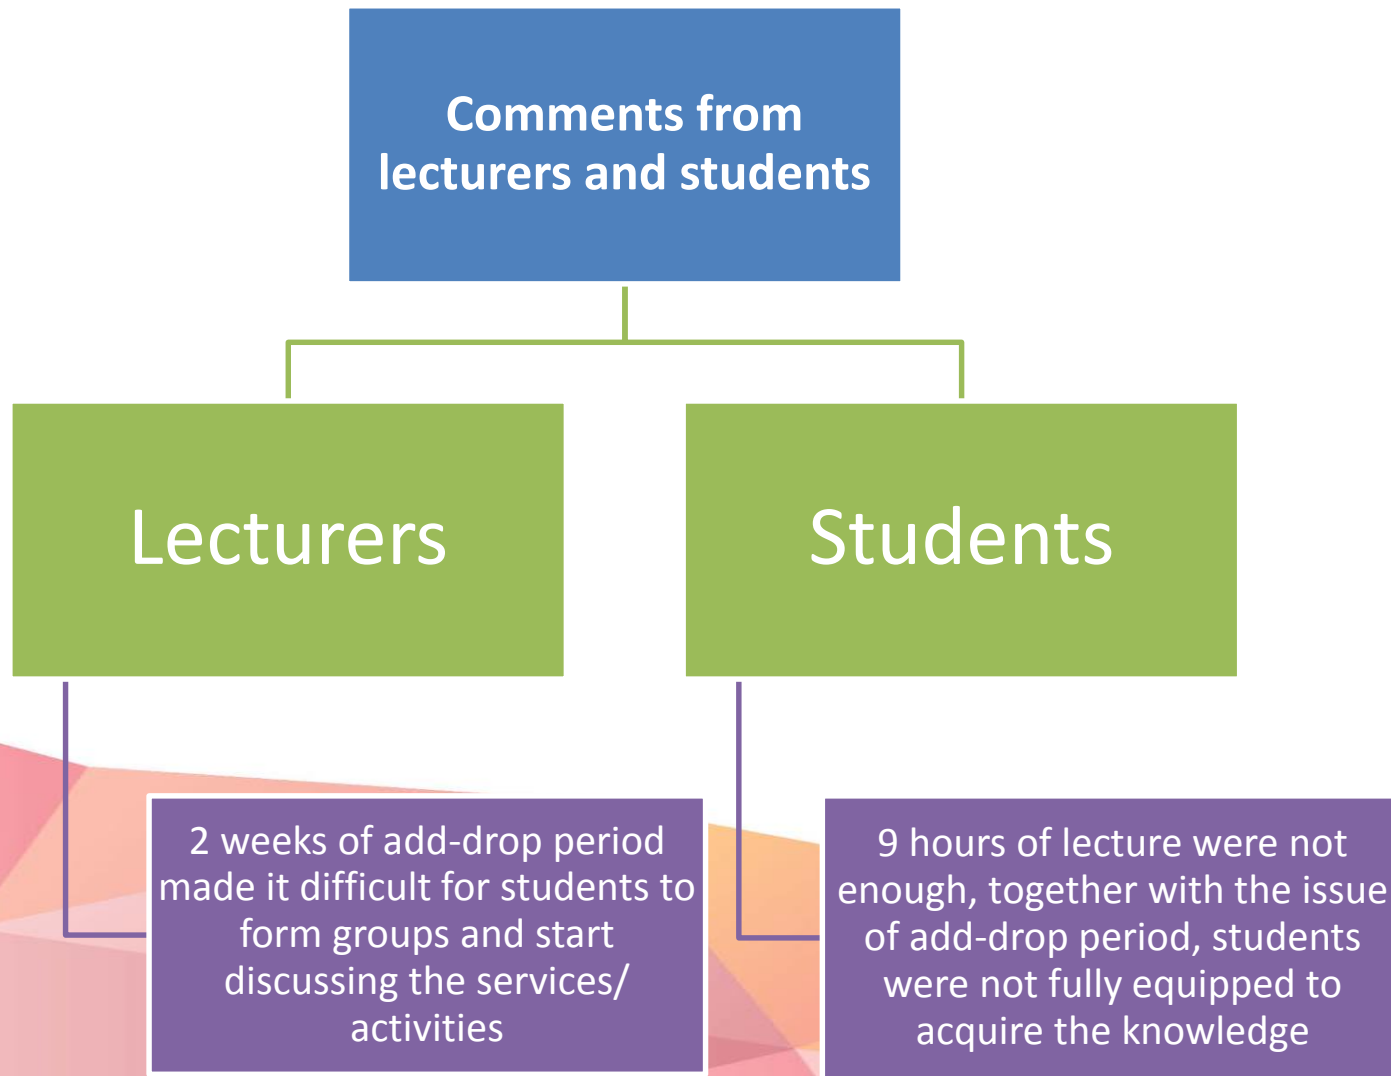 Comments from
lecturers and students
Lecturers
Students
2 weeks of add-drop period
made it difficult for students to
form groups and start
discussing the services/
activities
9 hours of lecture were not
enough, together with the issue
of add-drop period, students
were not fully equipped to
acquire the knowledge